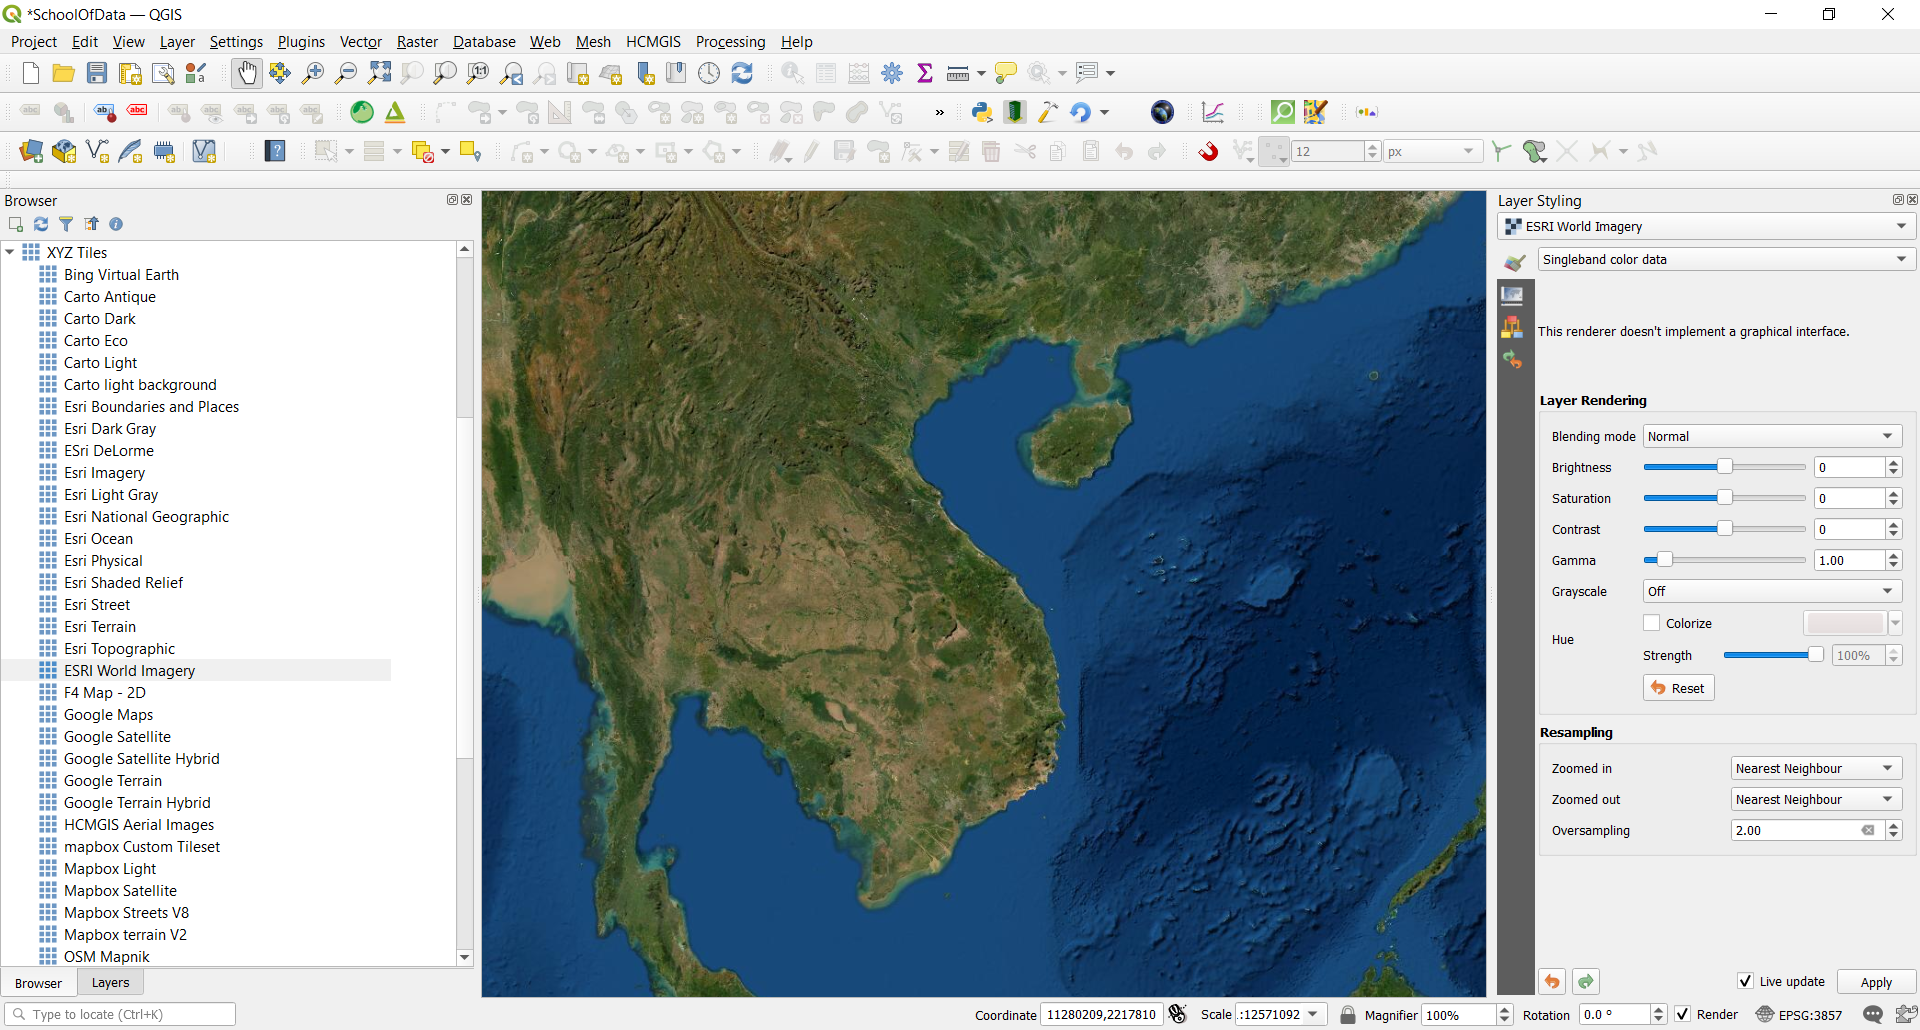 *SchoolOfData — QGIS
Project Edit View Layer Settings Plugins Vector Raster Database Web Mesh HCMGIS Processing Help
12 px
Browser
XYZ Tiles
Bing Virtual Earth
Carto Antique
Carto Dark
Carto Eco
Carto Light
Carto light background
Esri Boundaries and Places
Esri Dark Gray
ESri DeLorme
Esri Imagery
Esri Light Gray
Esri National Geographic
Esri Ocean
Esri Physical
Esri Shaded Relief
Esri Street
Esri Terrain
Esri Topographic
ESRI World Imagery
F4 Map - 2D
Google Maps
Google Satellite
Google Satellite Hybrid
Google Terrain
Google Terrain Hybrid
HCMGIS Aerial Images
mapbox Custom Tileset
Mapbox Light
Mapbox Satellite
Mapbox Streets V8
Mapbox terrain V2
OSM Mapnik
Browser Layers
Layer Styling
ESRI World Imagery
Singleband color data
This renderer doesn't implement a graphical interface.
Layer Rendering
Blending mode Normal
Brightness 0
Saturation 0
Contrast 0
Gamma 1.00
Grayscale Off
Hue
Colorize
Strength 100%
Reset
Resampling
Zoomed in Nearest Neighbour
Zoomed out Nearest Neighbour
Oversampling 2.00
Live update Apply
Type to locate (Ctrl+K) Coordinate 11280209,2217810 Scale .:12571092 Magnifier 100% Rotation 0.0 ° Render EPSG:3857